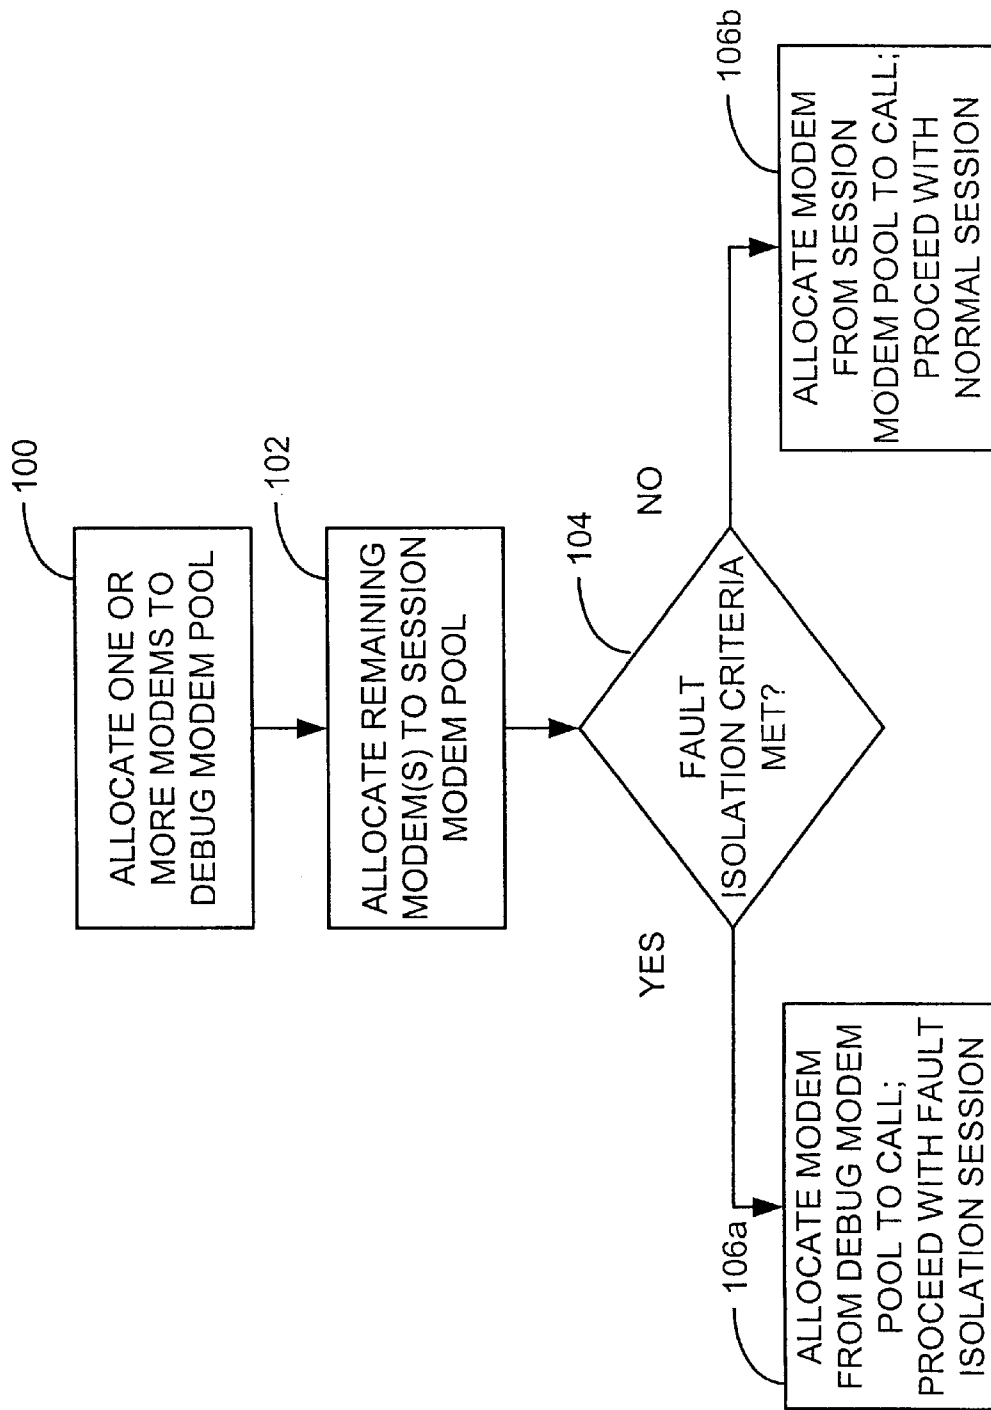 100
ALLOCATE ONE OR
MORE MODEMS TO
DEBUG MODEM POOL
102
ALLOCATE REMAINING
MODEM(S) TO SESSION
MODEM POOL
104
FAULT
ISOLATION CRITERIA
MET?
YES
NO
106a
ALLOCATE MODEM
FROM DEBUG MODEM
POOL TO CALL;
PROCEED WITH FAULT
ISOLATION SESSION
106b
ALLOCATE MODEM
FROM SESSION
MODEM POOL TO CALL;
PROCEED WITH
NORMAL SESSION